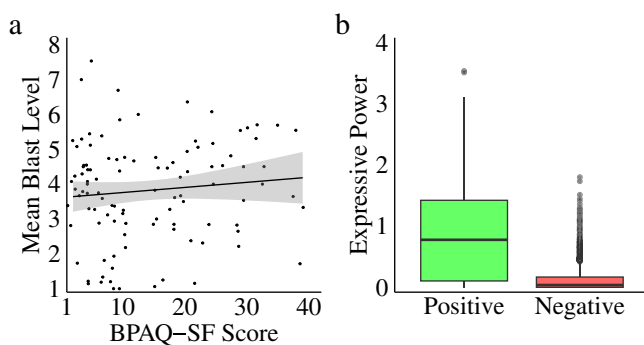 a
Mean Blast Level
8
7
6
5
4
3
2
1
1
10
20
30
40
BPAQ−SF Score
b
Expressive Power
4
3
2
1
0
Positive
Negative